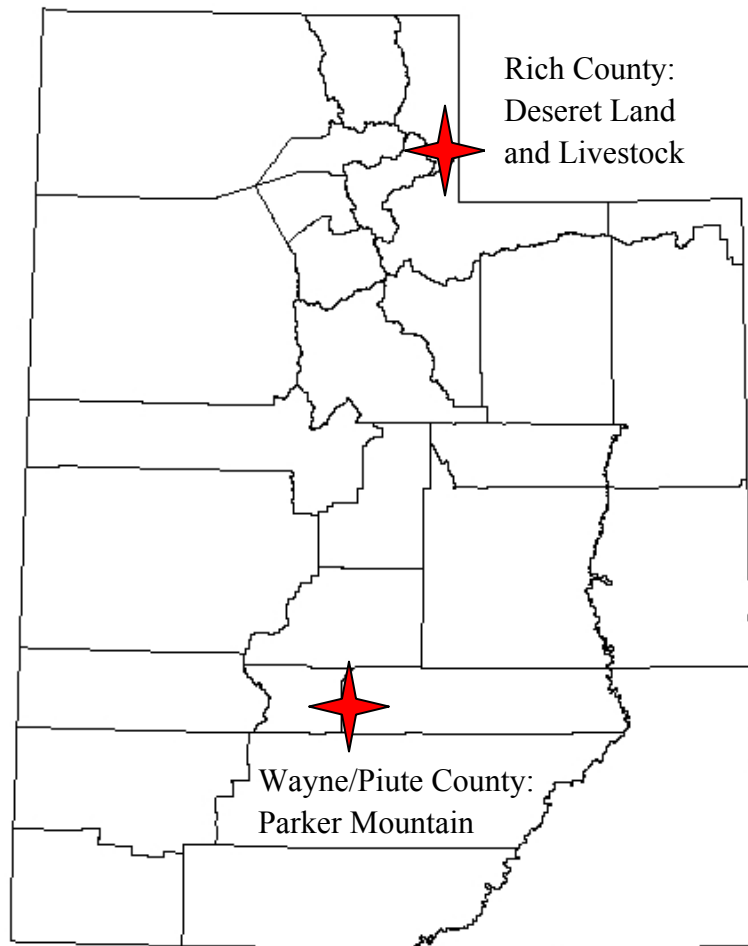 Rich County:
Deseret Land
and Livestock
Wayne/Piute County:
Parker Mountain